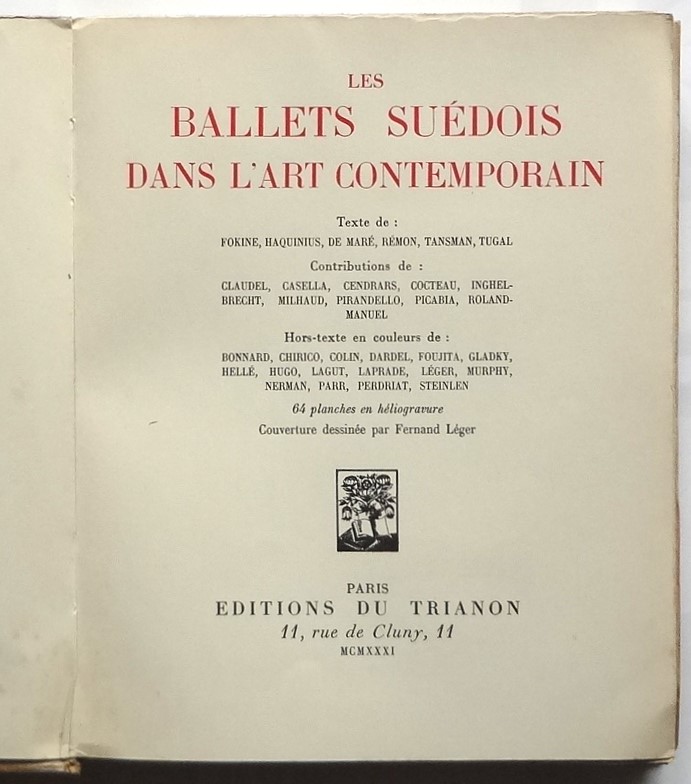 LES
BALLETS SUÉDOIS
DANS L'ART CONTEMPORAIN
Texte de :
FOKINE, HAQUINIUS, DE MARÉ, RÉMON, TANSMAN, TUGAL
Contributions de :
CLAUDEL, CASELLA, CENDRARS, COCTEAU, INGHEL-
BRECHT, MILHAUD, PIRANDELLO, PICABIA, ROLAND-
MANUEL
Hors-texte en couleurs de :
BONNARD, CHIRICO, COLIN, DARDEL, FOUJITA, GLADKY,
HELLÉ, HUGO, LAGUT, LAPRADE, LÉGER, MURPHY,
NERMAN, PARR, PERDRIAT, STEINLEN
64 planches en héliogravure
Couverture dessinée par Fernand Léger
PARIS
EDITIONS DU TRIANON
11, rue de Cluny, 11
MCMXXXI